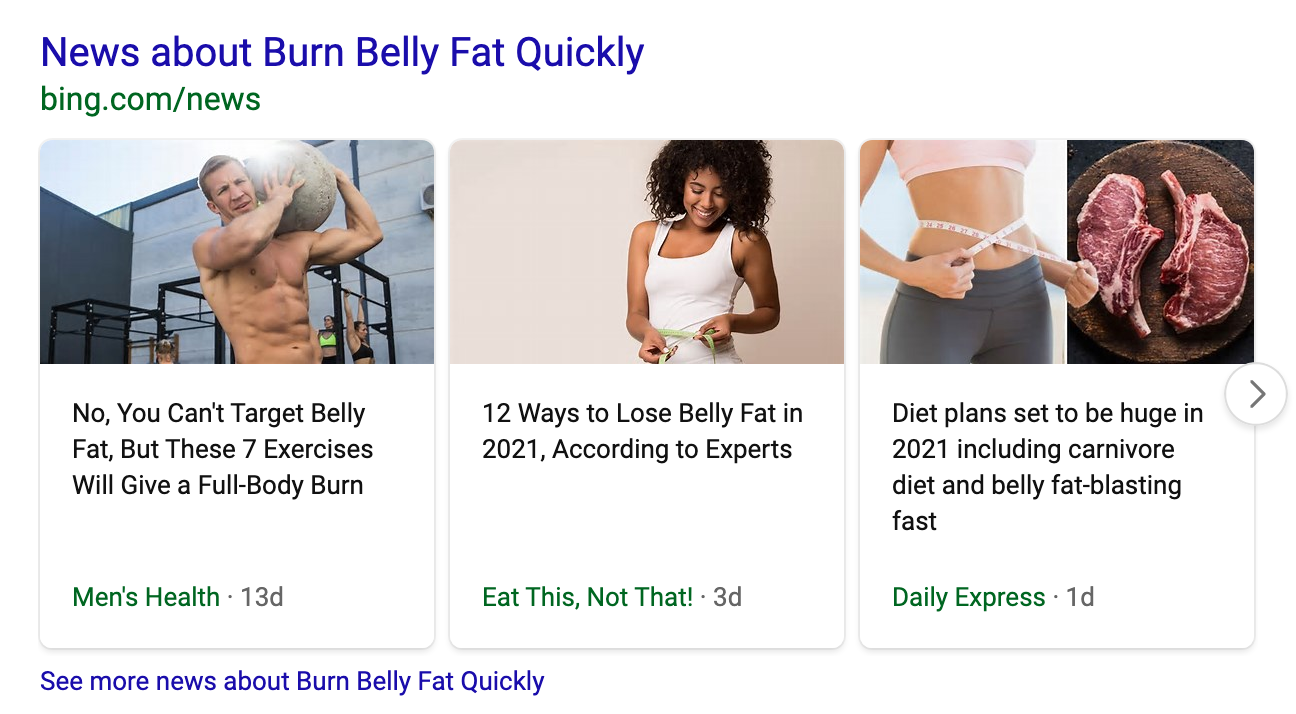 News about Burn Belly Fat Quickly
bing.com/news
No, You Can't Target Belly
Fat, But These 7 Exercises
Will Give a Full-Body Burn
Men's Health · 13d
12 Ways to Lose Belly Fat in
2021, According to Experts
Eat This, Not That! · 3d
Diet plans set to be huge in
2021 including carnivore
diet and belly fat-blasting
fast
Daily Express · 1d
See more news about Burn Belly Fat Quickly